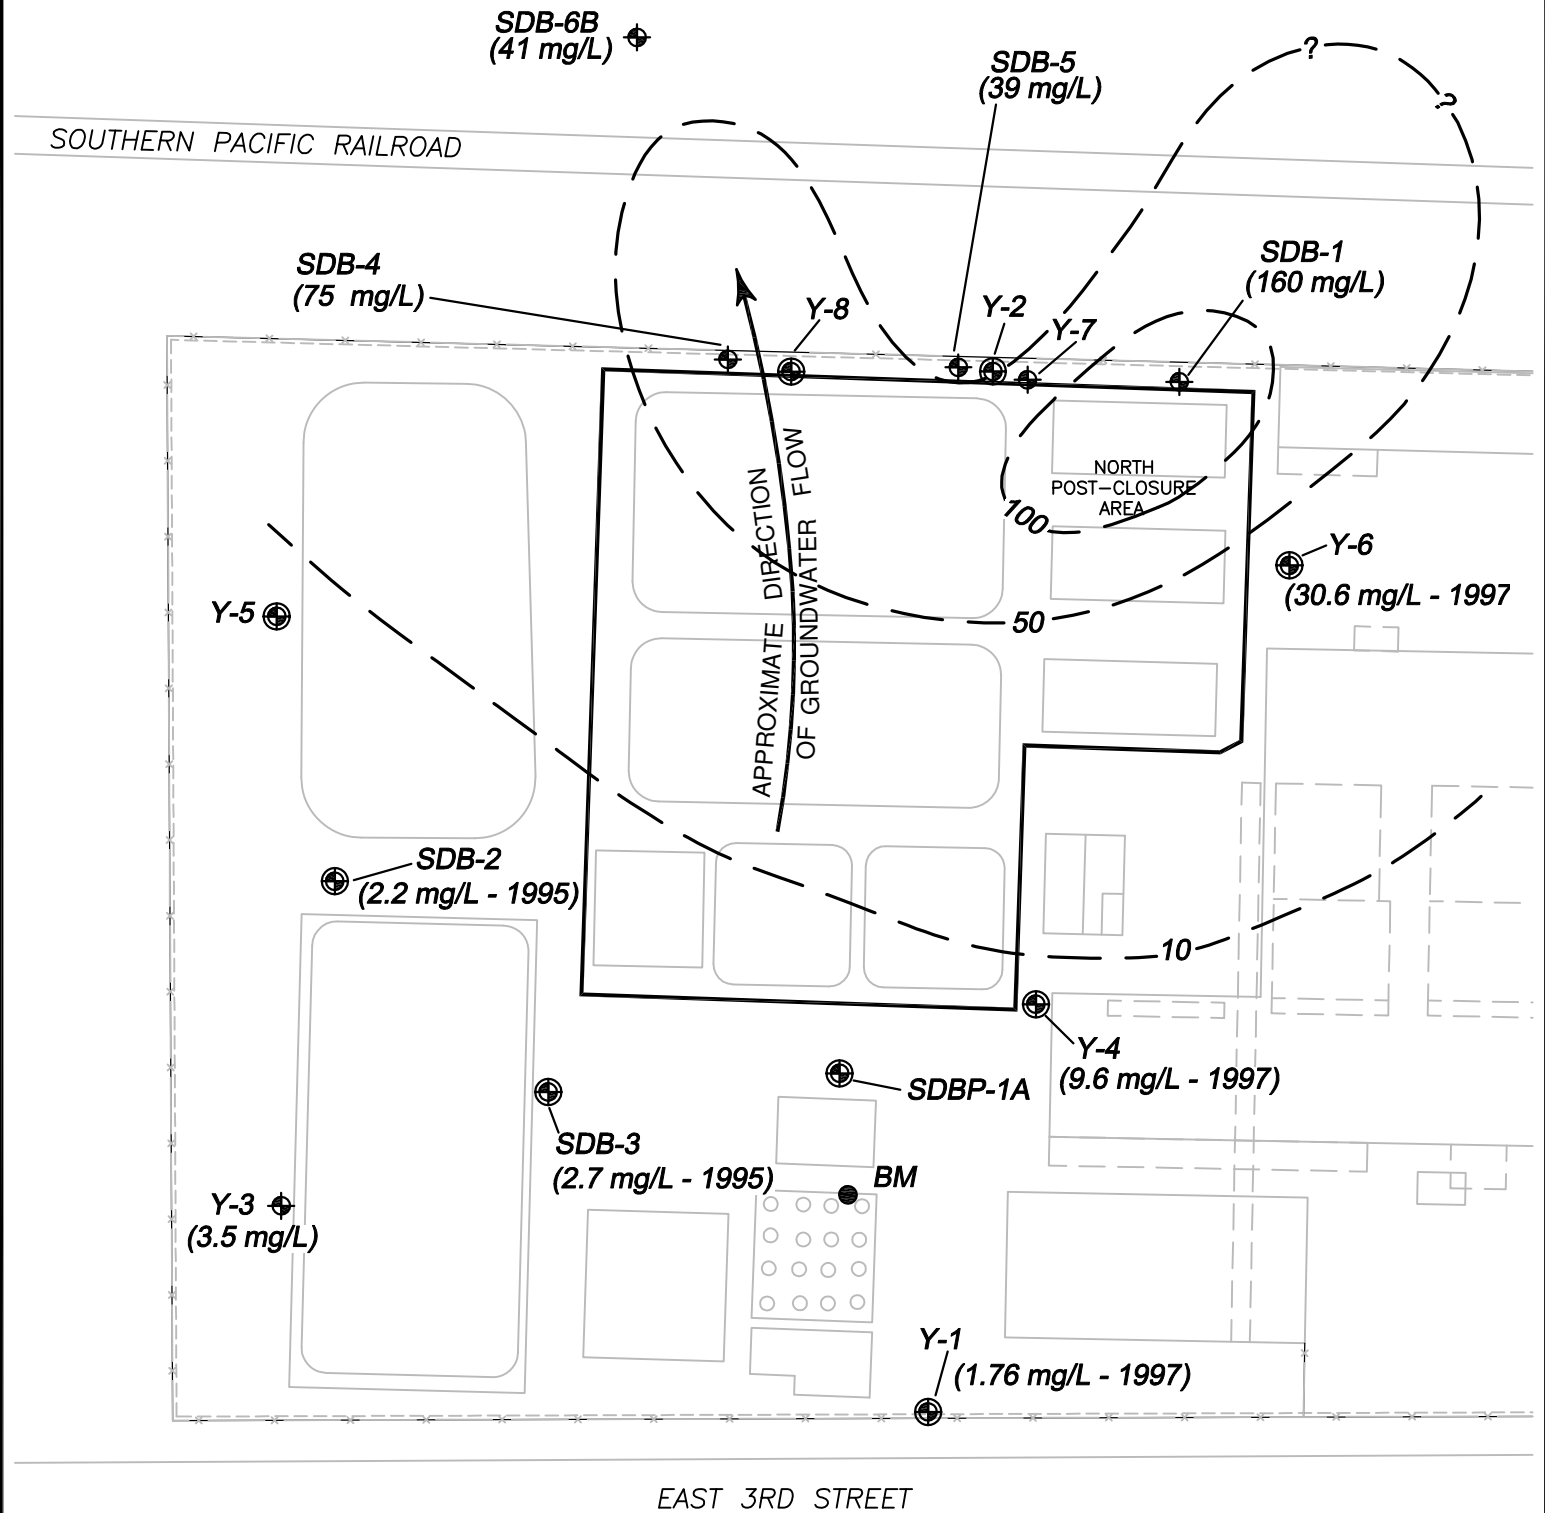 SDB-6B
(41 mg/L)
SDB-5
(39 mg/L)
?
?
SOUTHERN PACIFIC RAILROAD
SDB-4
(75 mg/L)
Y-8
Y-2
Y-7
SDB-1
(160 mg/L)
NORTH
POST-CLOSURE
AREA
100
APPROXIMATE DIRECTION
OF GROUNDWATER FLOW
Y-6
(30.6 mg/L - 1997
Y-5
50
SDB-2
(2.2 mg/L - 1995)
10
Y-4
(9.6 mg/L - 1997)
SDBP-1A
SDB-3
(2.7 mg/L - 1995)
BM
Y-3
(3.5 mg/L)
Y-1
(1.76 mg/L - 1997)
EAST 3RD STREET